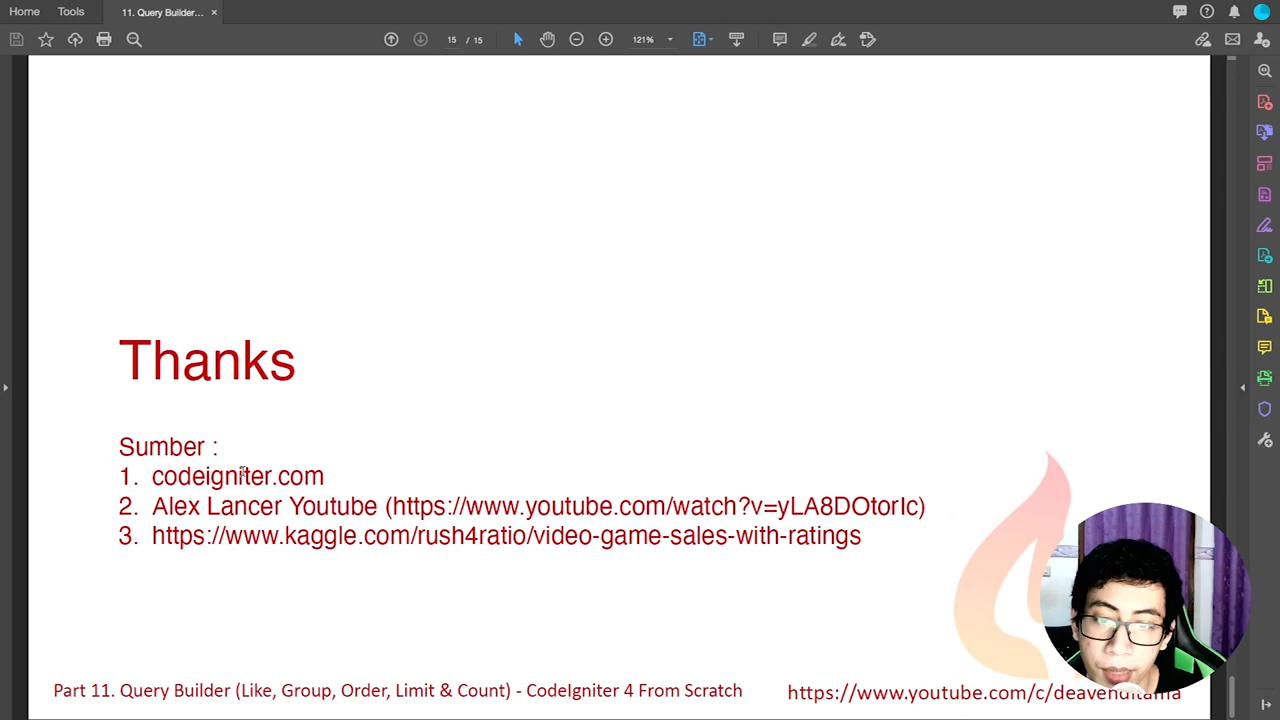 Home
Tools
11. Query Builder...
15 / 15
121%
Thanks
Sumber :
1. codeigniter.com
2. Alex Lancer Youtube (https://www.youtube.com/watch?v=yLA8DOtorIc)
3. https://www.kaggle.com/rush4ratio/video-game-sales-with-ratings
Part 11. Query Builder (Like, Group, Order, Limit & Count) - CodeIgniter 4 From Scratch
https://www.youtube.com/c/deavenditama